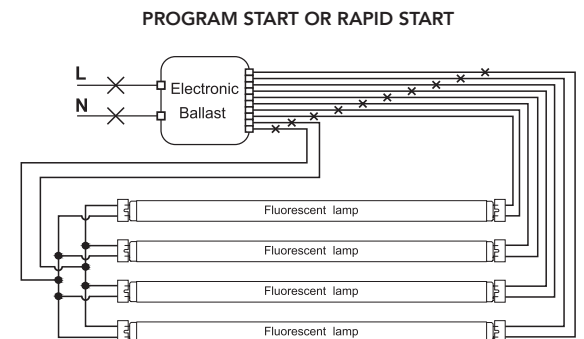 PROGRAM START OR RAPID START
L
N
Electronic
Ballast
Fluorescent lamp
Fluorescent lamp
Fluorescent lamp
Fluorescent lamp